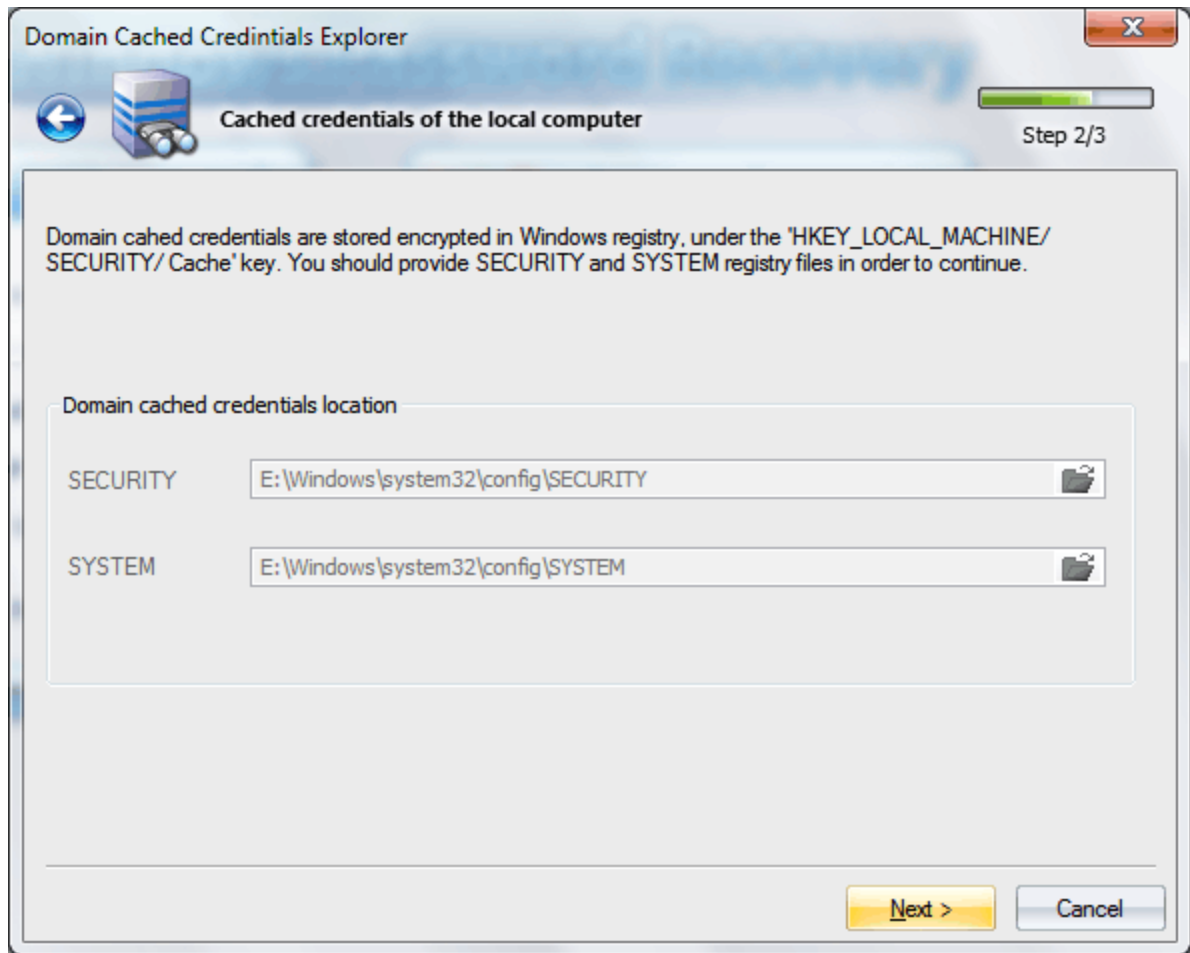 Domain Cached Credintials Explorer
Cached credentials of the local computer
Step 2/3
Domain cahed credentials are stored encrypted in Windows registry, under the "HKEY_LOCAL_MACHINE/
SECURITY/ Cache' key. You should provide SECURITY and SYSTEM registry files in order to continue.
Domain cached credentials location
SECURITY E:\Windows\system32\config\SECURITY
SYSTEM E:\Windows\system32\config\SYSTEM
Next > Cancel